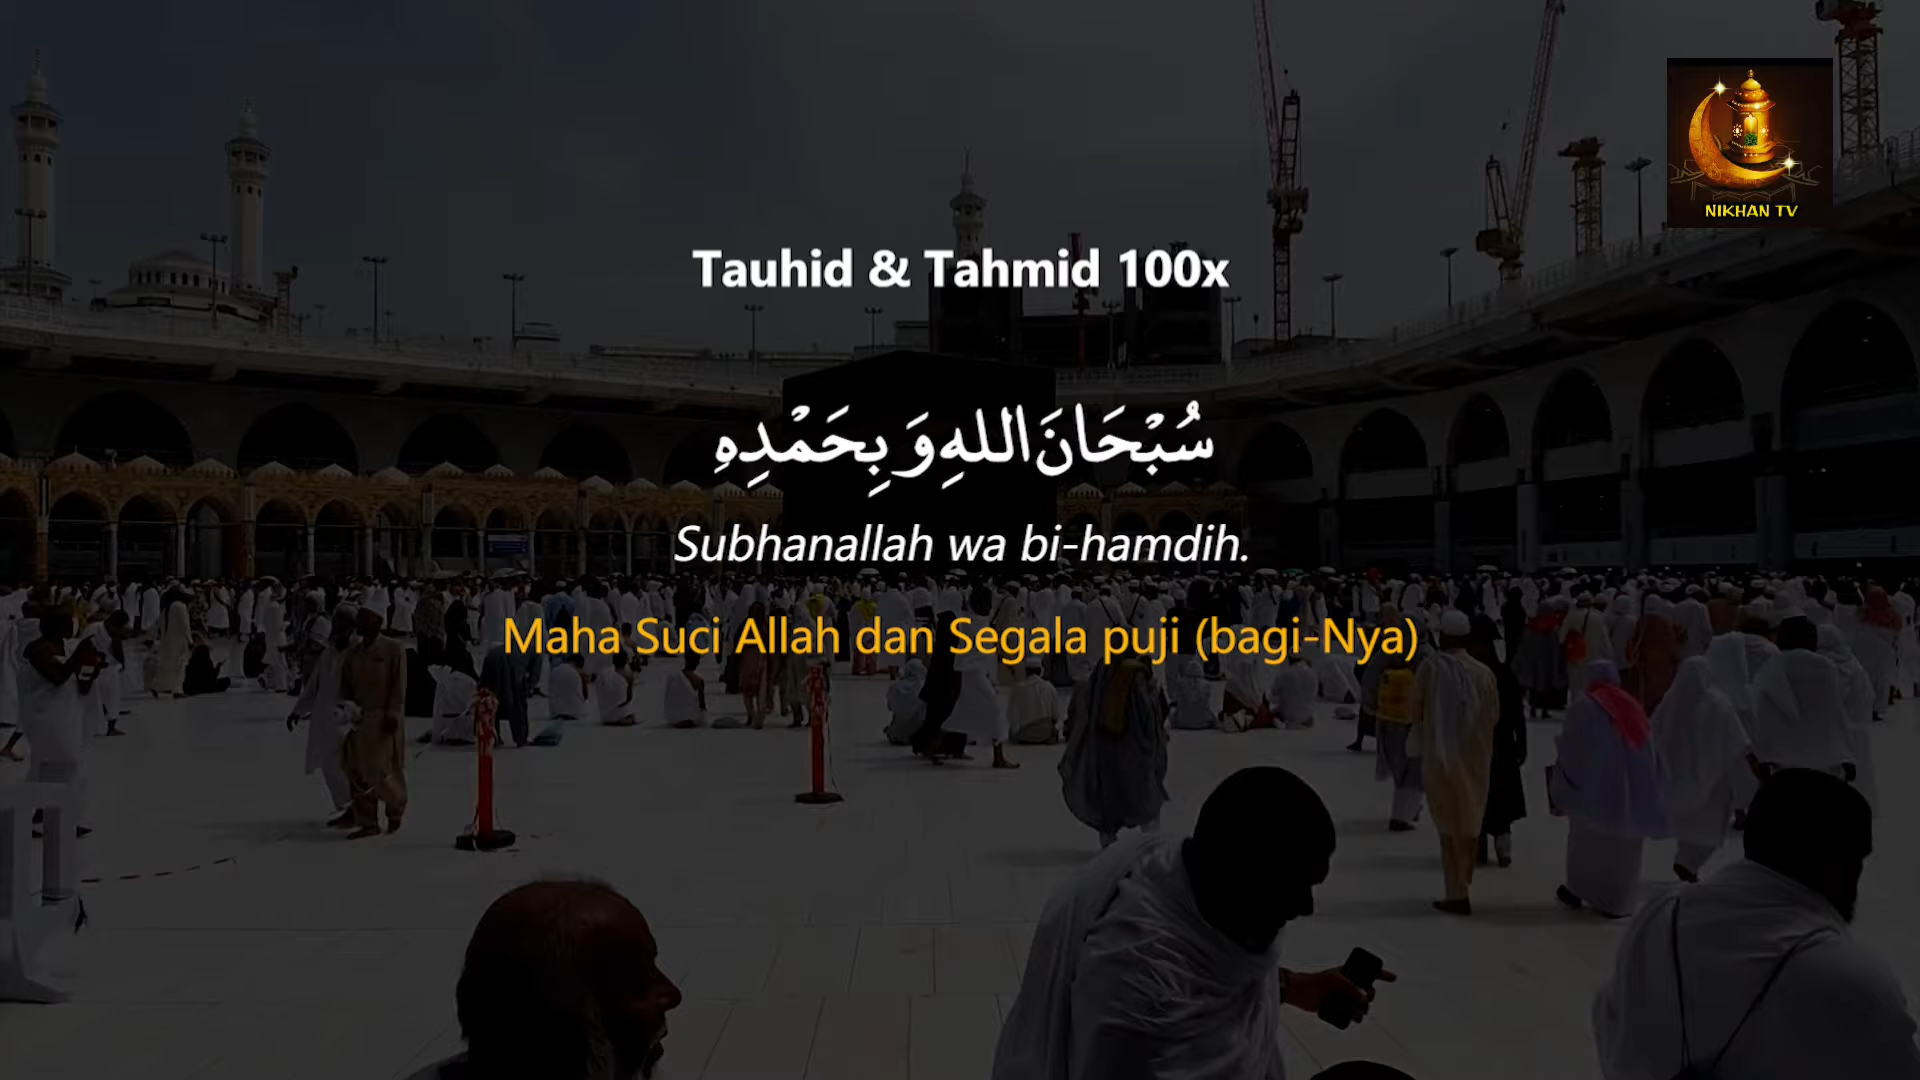 NIKHAN TV
Tauhid & Tahmid 100x
سُبْحَانَ اللهِ وَ بِحَمْدِهِ
Subhanallah wa bi-hamdih.
Maha Suci Allah dan Segala puji (bagi-Nya)